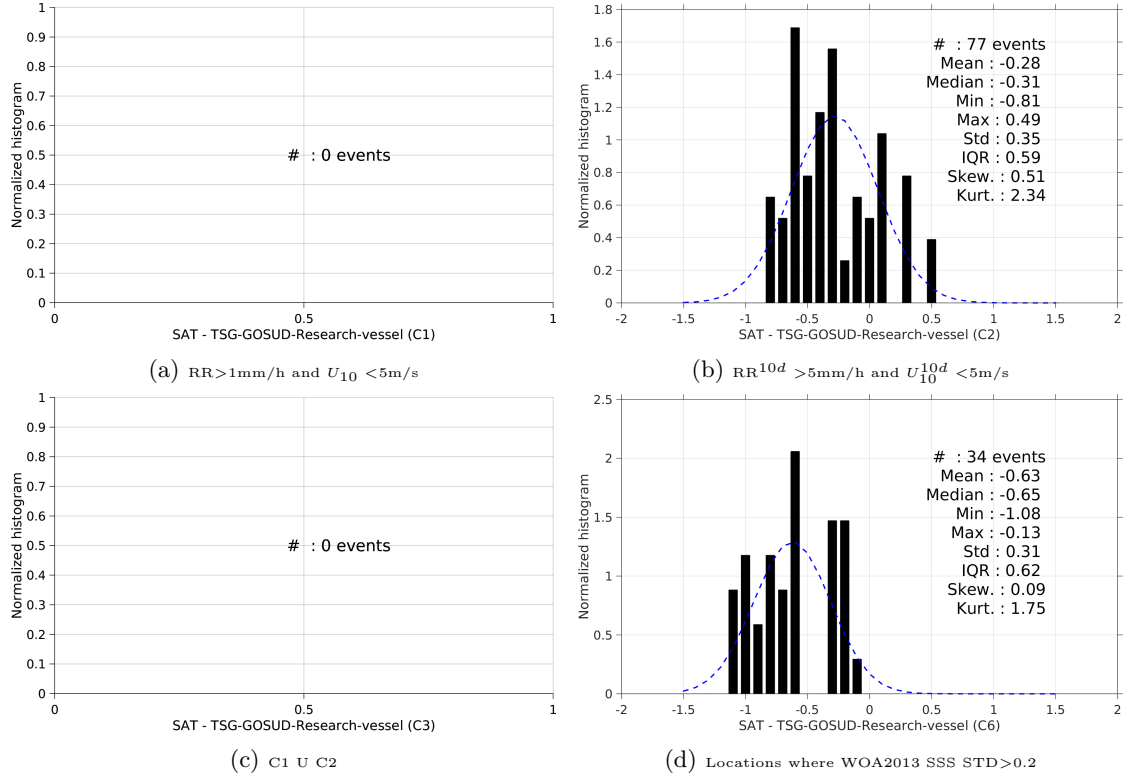 1
0.9
0.8
0.7
0.6
0.5
0.4
0.3
0.2
0.1
0
Normalized histogram
# : 0 events
0 0.5 1
SAT - TSG-GOSUD-Research-vessel (C1)
(a) RR>1mm/h and U10 <5m/s
1.8
1.6
1.4
1.2
1
0.8
0.6
0.4
0.2
0
Normalized histogram
# : 77 events
Mean : -0.28
Median : -0.31
Min : -0.81
Max : 0.49
Std : 0.35
IQR : 0.59
Skew. : 0.51
Kurt. : 2.34
-2 -1.5 -1 -0.5 0 0.5 1 1.5 2
SAT - TSG-GOSUD-Research-vessel (C2)
(b) RR^10d >5mm/h and U10^10d <5m/s
1
0.9
0.8
0.7
0.6
0.5
0.4
0.3
0.2
0.1
0
Normalized histogram
# : 0 events
0 0.5 1
SAT - TSG-GOSUD-Research-vessel (C3)
(c) C1 U C2
2.5
2
1.5
1
0.5
0
Normalized histogram
# : 34 events
Mean : -0.63
Median : -0.65
Min : -1.08
Max : -0.13
Std : 0.31
IQR : 0.62
Skew. : 0.09
Kurt. : 1.75
-2 -1.5 -1 -0.5 0 0.5 1 1.5 2
SAT - TSG-GOSUD-Research-vessel (C6)
(d) Locations where WOA2013 SSS STD>0.2